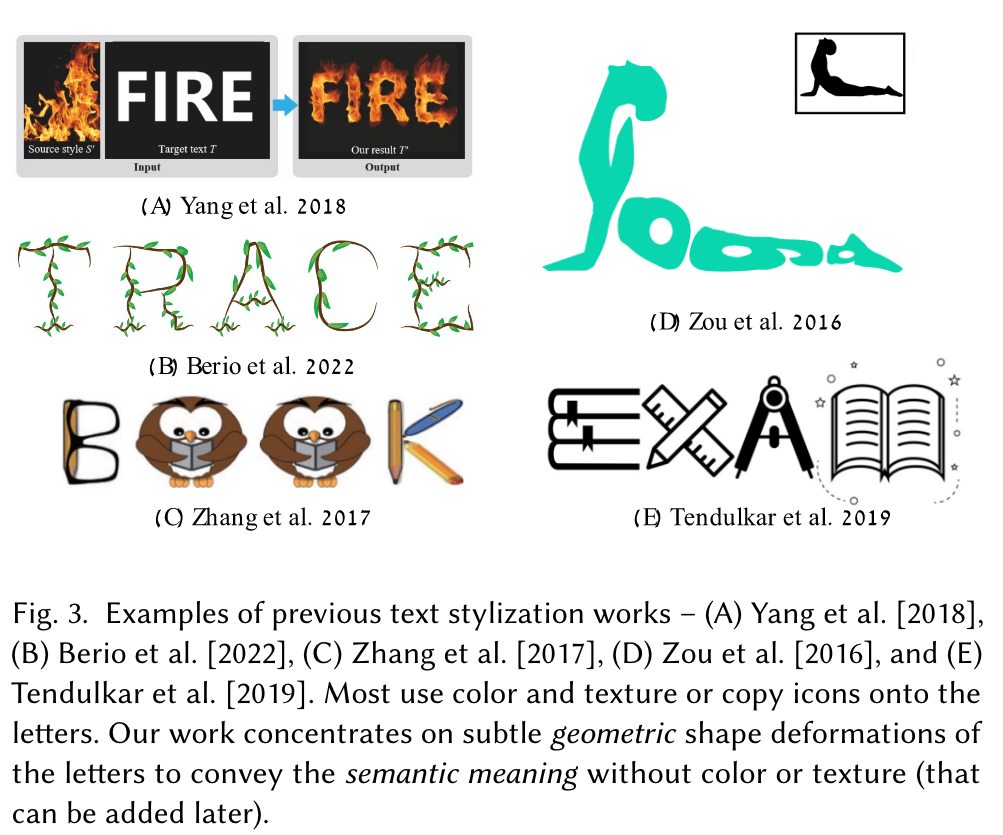 FIRE
FIRE
Source style S'
Target text T
Our result T'
Input
Output
(A) Yang et al. 2018
TRACE
(B) Berio et al. 2022
BOOK
(C) Zhang et al. 2017
yoga
(D) Zou et al. 2016
EXAM
(E) Tendulkar et al. 2019
Fig. 3. Examples of previous text stylization works – (A) Yang et al. [2018],
(B) Berio et al. [2022], (C) Zhang et al. [2017], (D) Zou et al. [2016], and (E)
Tendulkar et al. [2019]. Most use color and texture or copy icons onto the
letters. Our work concentrates on subtle geometric shape deformations of
the letters to convey the semantic meaning without color or texture (that
can be added later).